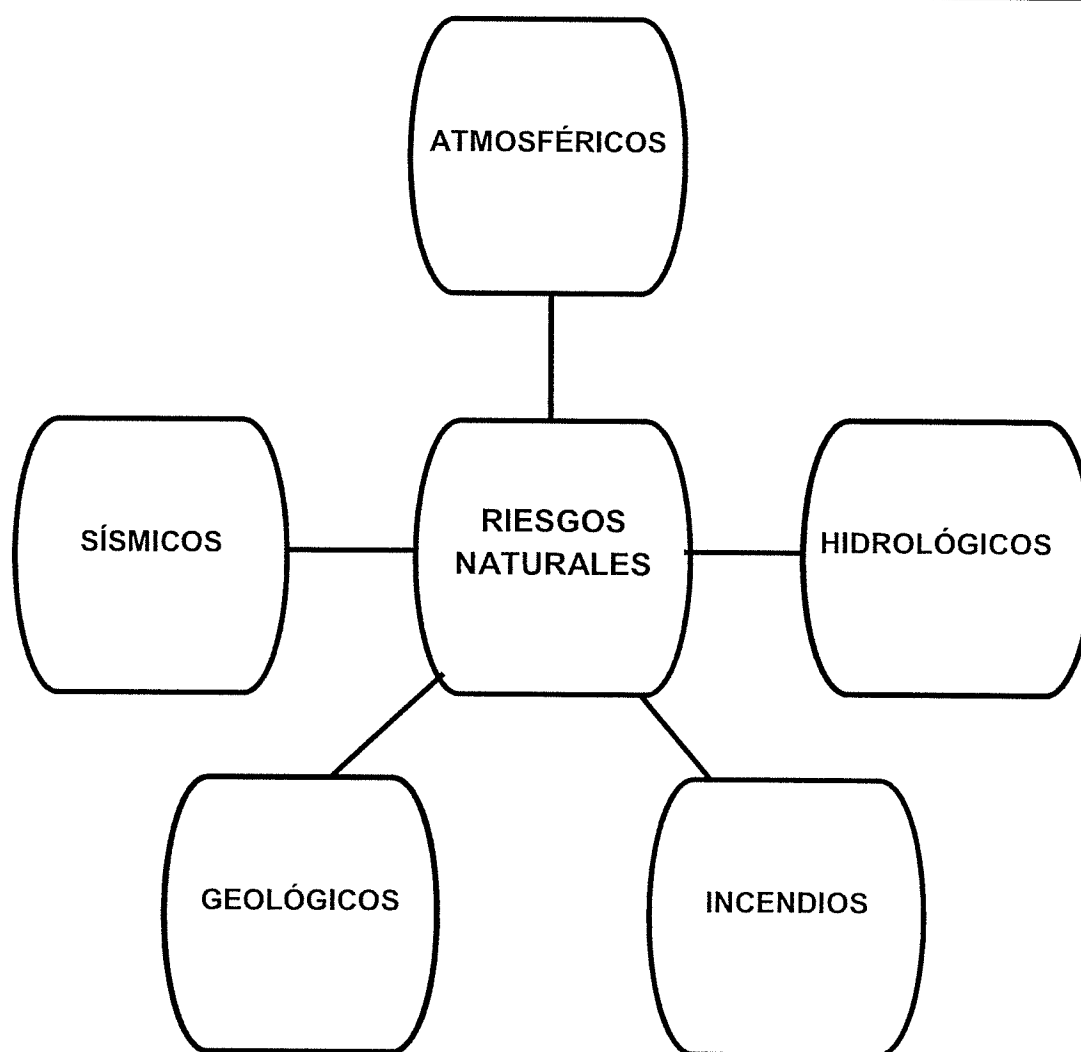 ATMOSFÉRICOS
SÍSMICOS
RIESGOS
NATURALES
HIDROLÓGICOS
GEOLÓGICOS
INCENDIOS